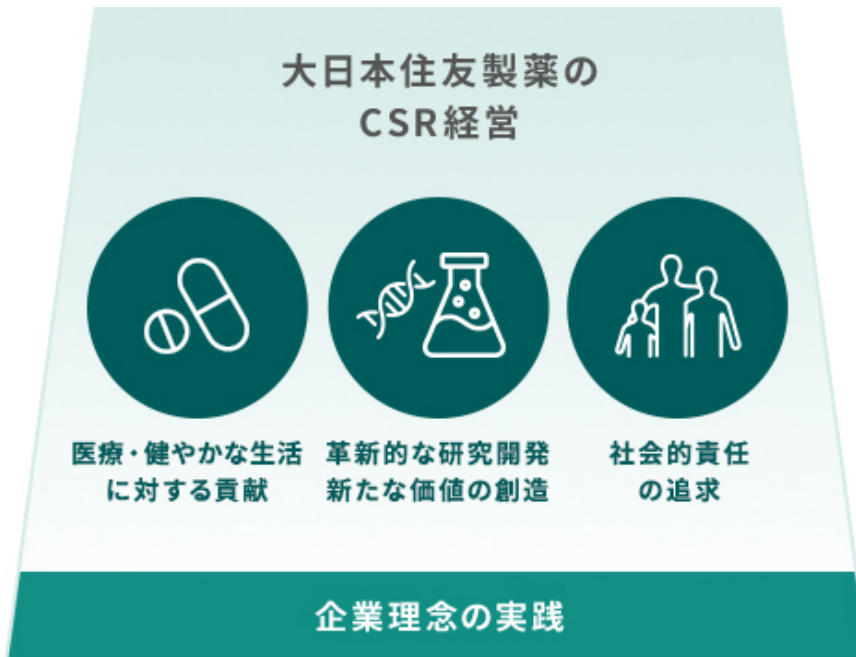 大日本住友製薬の
CSR経営
医療・健やかな生活
に対する貢献
革新的な研究開発
新たな価値の創造
社会的責任
の追求
企業理念の実践